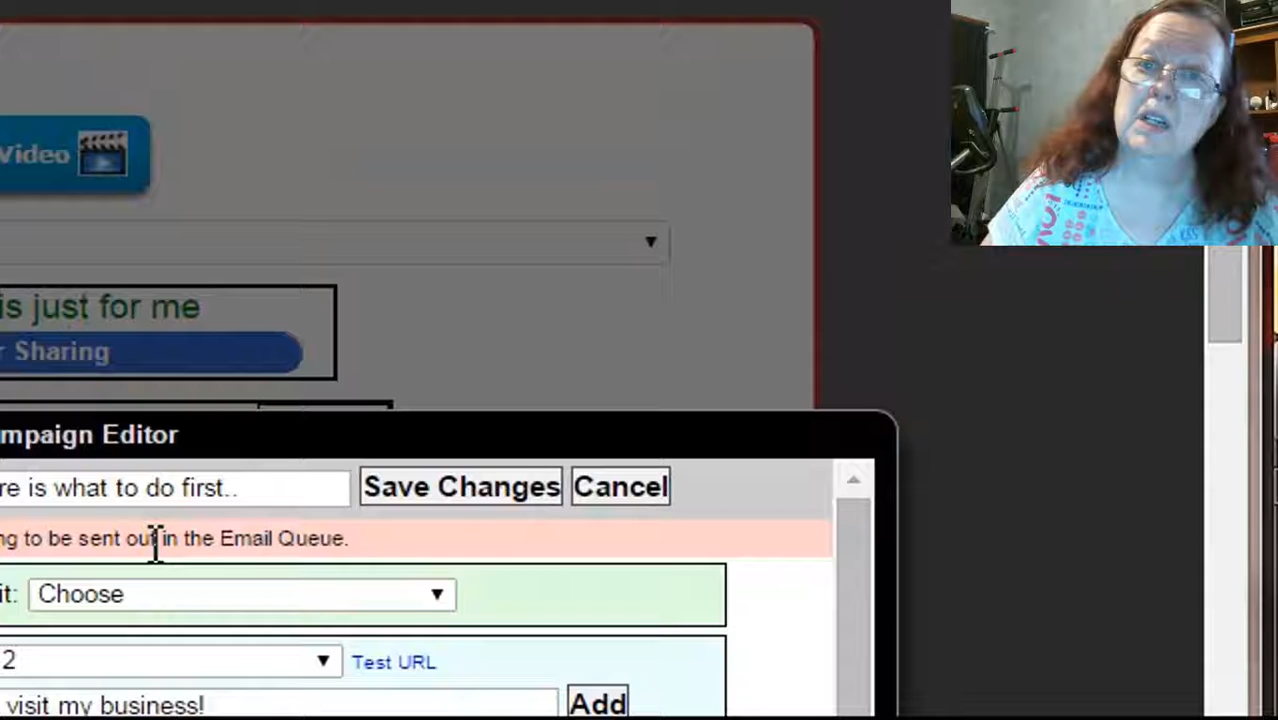 Video
is just for me
r Sharing
mpaign Editor
re is what to do first..
Save Changes
Cancel
ng to be sent out in the Email Queue.
it:
Choose
2
Test URL
visit my business!
Add